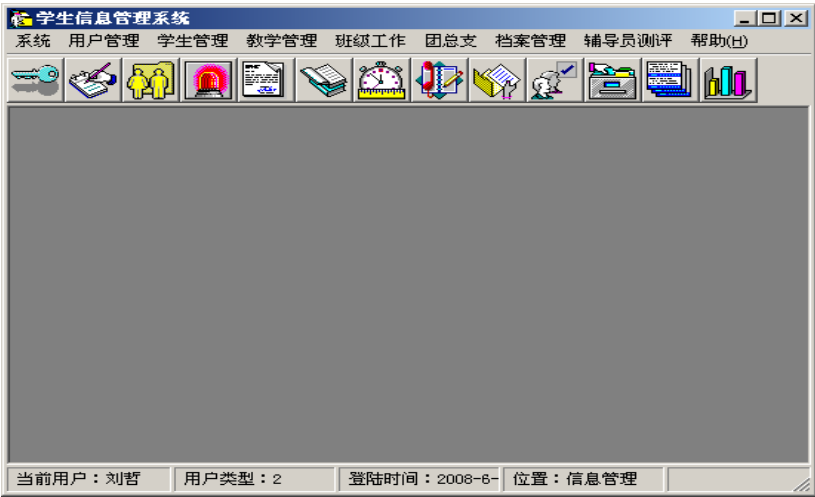 学生信息管理系统
系统 用户管理 学生管理 教学管理 班级工作 团总支 档案管理 辅导员测评 帮助(H)
当前用户：刘哲 用户类型：2 登陆时间：2008-6- 位置：信息管理